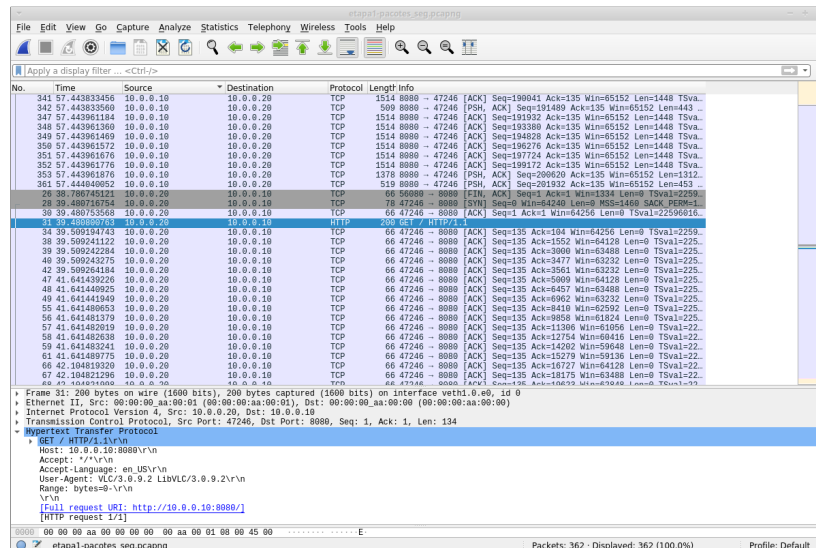 etapa1-pacotes_seg.pcapng
File Edit View Go Capture Analyze Statistics Telephony Wireless Tools Help
Apply a display filter ... <Ctrl-/>
No. Time Source Destination Protocol Length Info
341 57.443833456 10.0.0.10 10.0.0.20 TCP 1514 8080 → 47246 [ACK] Seq=190041 Ack=135 Win=65152 Len=1448 TSva…
342 57.443833560 10.0.0.10 10.0.0.20 TCP 509 8080 → 47246 [PSH, ACK] Seq=191489 Ack=135 Win=65152 Len=443 …
347 57.443961184 10.0.0.10 10.0.0.20 TCP 1514 8080 → 47246 [ACK] Seq=191932 Ack=135 Win=65152 Len=1448 TSva…
348 57.443961360 10.0.0.10 10.0.0.20 TCP 1514 8080 → 47246 [ACK] Seq=193380 Ack=135 Win=65152 Len=1448 TSva…
349 57.443961469 10.0.0.10 10.0.0.20 TCP 1514 8080 → 47246 [ACK] Seq=194828 Ack=135 Win=65152 Len=1448 TSva…
350 57.443961572 10.0.0.10 10.0.0.20 TCP 1514 8080 → 47246 [ACK] Seq=196276 Ack=135 Win=65152 Len=1448 TSva…
351 57.443961676 10.0.0.10 10.0.0.20 TCP 1514 8080 → 47246 [ACK] Seq=197724 Ack=135 Win=65152 Len=1448 TSva…
352 57.443961776 10.0.0.10 10.0.0.20 TCP 1514 8080 → 47246 [ACK] Seq=199172 Ack=135 Win=65152 Len=1448 TSva…
353 57.443961876 10.0.0.10 10.0.0.20 TCP 1378 8080 → 47246 [PSH, ACK] Seq=200620 Ack=135 Win=65152 Len=1312…
361 57.444040052 10.0.0.10 10.0.0.20 TCP 519 8080 → 47246 [PSH, ACK] Seq=201932 Ack=135 Win=65152 Len=453 …
26 38.786745121 10.0.0.20 10.0.0.10 TCP 66 56080 → 8080 [FIN, ACK] Seq=1 Ack=1 Win=1334 Len=0 TSval=2259…
28 39.480716754 10.0.0.20 10.0.0.10 TCP 78 47246 → 8080 [SYN] Seq=0 Win=64240 Len=0 MSS=1460 SACK_PERM=1…
30 39.480753568 10.0.0.20 10.0.0.10 TCP 66 47246 → 8080 [ACK] Seq=1 Ack=1 Win=64256 Len=0 TSval=22596016…
31 39.480800763 10.0.0.20 10.0.0.10 HTTP 200 GET / HTTP/1.1
34 39.509194743 10.0.0.20 10.0.0.10 TCP 66 47246 → 8080 [ACK] Seq=135 Ack=104 Win=64256 Len=0 TSval=2259…
38 39.509241122 10.0.0.20 10.0.0.10 TCP 66 47246 → 8080 [ACK] Seq=135 Ack=1552 Win=64128 Len=0 TSval=225…
39 39.509242284 10.0.0.20 10.0.0.10 TCP 66 47246 → 8080 [ACK] Seq=135 Ack=3000 Win=63488 Len=0 TSval=225…
40 39.509243275 10.0.0.20 10.0.0.10 TCP 66 47246 → 8080 [ACK] Seq=135 Ack=3477 Win=63232 Len=0 TSval=225…
42 39.509264184 10.0.0.20 10.0.0.10 TCP 66 47246 → 8080 [ACK] Seq=135 Ack=3561 Win=63232 Len=0 TSval=225…
47 41.641439226 10.0.0.20 10.0.0.10 TCP 66 47246 → 8080 [ACK] Seq=135 Ack=5009 Win=64128 Len=0 TSval=225…
48 41.641440925 10.0.0.20 10.0.0.10 TCP 66 47246 → 8080 [ACK] Seq=135 Ack=6457 Win=63488 Len=0 TSval=225…
49 41.641441949 10.0.0.20 10.0.0.10 TCP 66 47246 → 8080 [ACK] Seq=135 Ack=6962 Win=63232 Len=0 TSval=225…
55 41.641480653 10.0.0.20 10.0.0.10 TCP 66 47246 → 8080 [ACK] Seq=135 Ack=8410 Win=62592 Len=0 TSval=225…
56 41.641481379 10.0.0.20 10.0.0.10 TCP 66 47246 → 8080 [ACK] Seq=135 Ack=9858 Win=61824 Len=0 TSval=225…
57 41.641482019 10.0.0.20 10.0.0.10 TCP 66 47246 → 8080 [ACK] Seq=135 Ack=11306 Win=61056 Len=0 TSval=22…
58 41.641482638 10.0.0.20 10.0.0.10 TCP 66 47246 → 8080 [ACK] Seq=135 Ack=12754 Win=60416 Len=0 TSval=22…
59 41.641483241 10.0.0.20 10.0.0.10 TCP 66 47246 → 8080 [ACK] Seq=135 Ack=14202 Win=59648 Len=0 TSval=22…
61 41.641489775 10.0.0.20 10.0.0.10 TCP 66 47246 → 8080 [ACK] Seq=135 Ack=15279 Win=59136 Len=0 TSval=22…
66 42.104819320 10.0.0.20 10.0.0.10 TCP 66 47246 → 8080 [ACK] Seq=135 Ack=16727 Win=64128 Len=0 TSval=22…
67 42.104821296 10.0.0.20 10.0.0.10 TCP 66 47246 → 8080 [ACK] Seq=135 Ack=18175 Win=63488 Len=0 TSval=22…
68 42.104821998 10.0.0.20 10.0.0.10 TCP 66 47246 → 8080 [ACK] Seq=135 Ack=19623 Win=62848 Len=0 TSval=22…
Frame 31: 200 bytes on wire (1600 bits), 200 bytes captured (1600 bits) on interface veth1.0.e0, id 0
Ethernet II, Src: 00:00:00_aa:00:01 (00:00:00:aa:00:01), Dst: 00:00:00_aa:00:00 (00:00:00:aa:00:00)
Internet Protocol Version 4, Src: 10.0.0.20, Dst: 10.0.0.10
Transmission Control Protocol, Src Port: 47246, Dst Port: 8080, Seq: 1, Ack: 1, Len: 134
Hypertext Transfer Protocol
GET / HTTP/1.1\r\n
Host: 10.0.0.10:8080\r\n
Accept: */*\r\n
Accept-Language: en_US\r\n
User-Agent: VLC/3.0.9.2 LibVLC/3.0.9.2\r\n
Range: bytes=0-\r\n
\r\n
[Full request URI: http://10.0.0.10:8080/]
[HTTP request 1/1]
0000 00 00 00 aa 00 00 00 00 00 aa 00 01 08 00 45 00 ········ ······E·
etapa1-pacotes_seg.pcapng Packets: 362 · Displayed: 362 (100.0%) Profile: Default